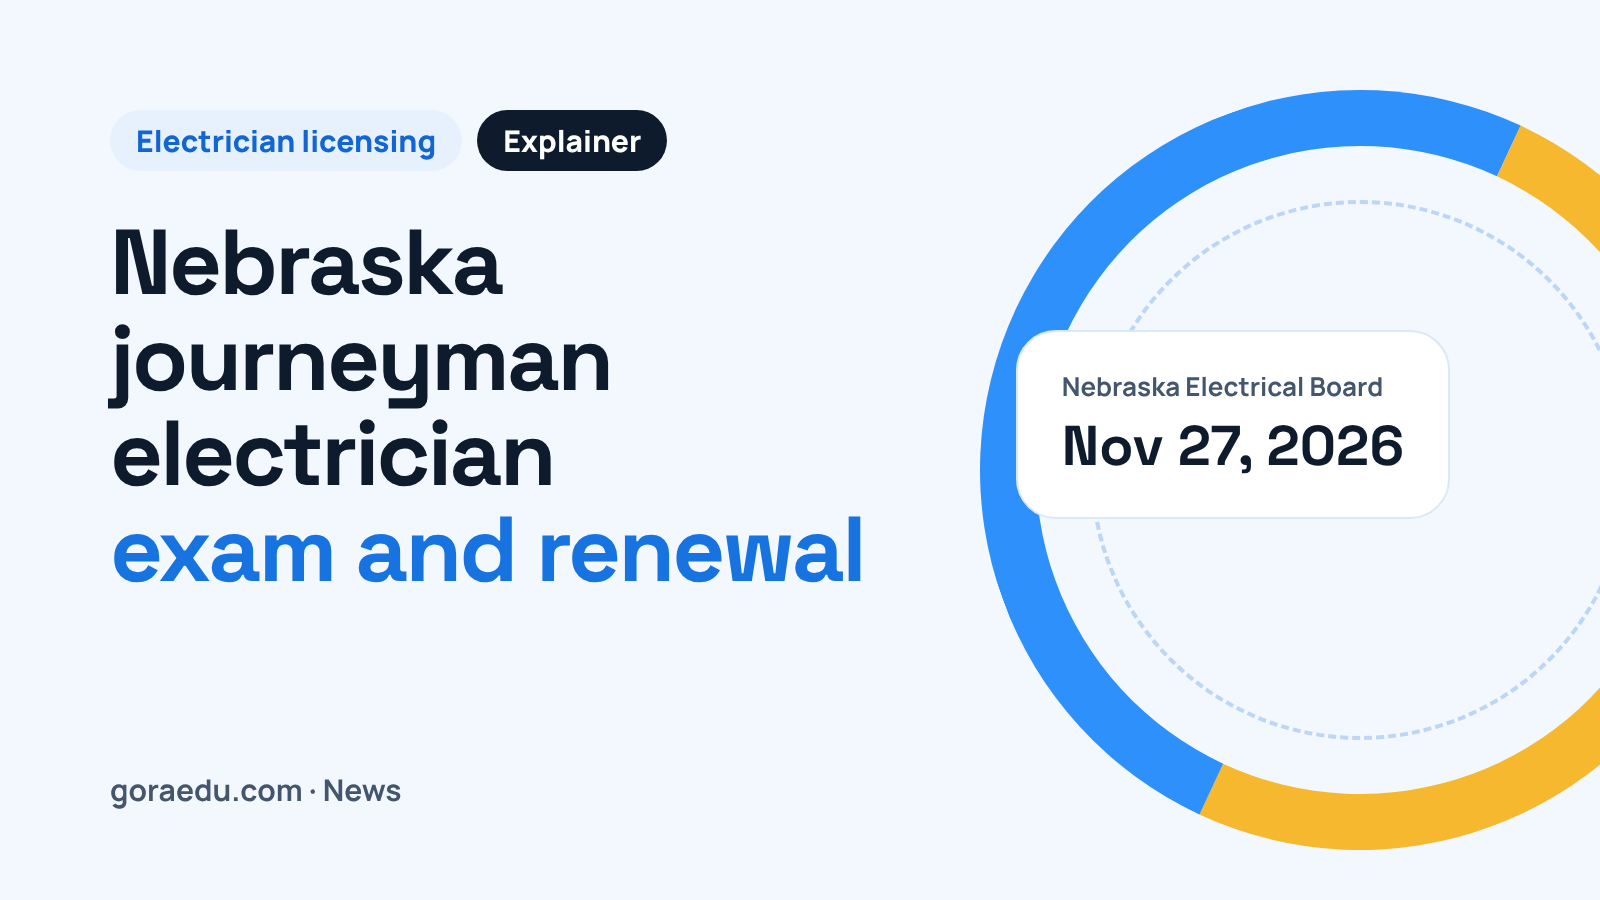 Electrician licensing
Explainer
Nebraska
journeyman
electrician
exam and renewal
Nebraska Electrical Board
Nov 27, 2026
goraedu.com · News